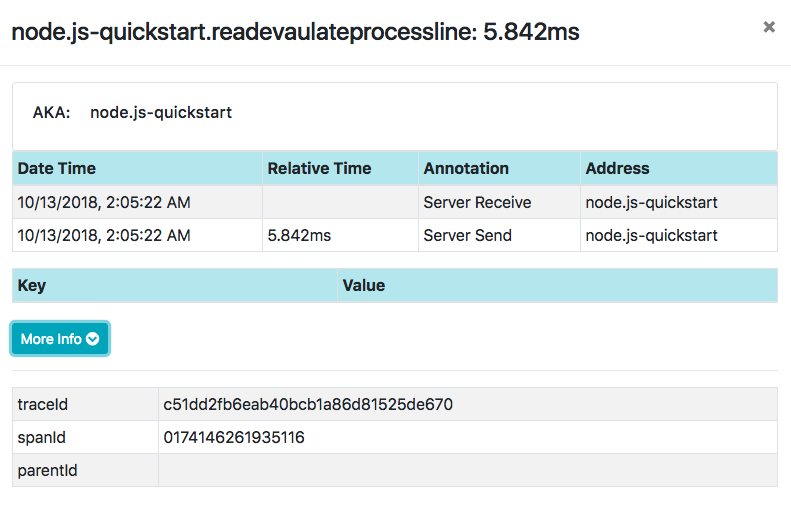 node.js-quickstart.readevaulateprocessline: 5.842ms
AKA: node.js-quickstart
Date Time Relative Time Annotation Address
10/13/2018, 2:05:22 AM Server Receive node.js-quickstart
10/13/2018, 2:05:22 AM 5.842ms Server Send node.js-quickstart
Key Value
More Info
traceId c51dd2fb6eab40bcb1a86d81525de670
spanId 0174146261935116
parentId